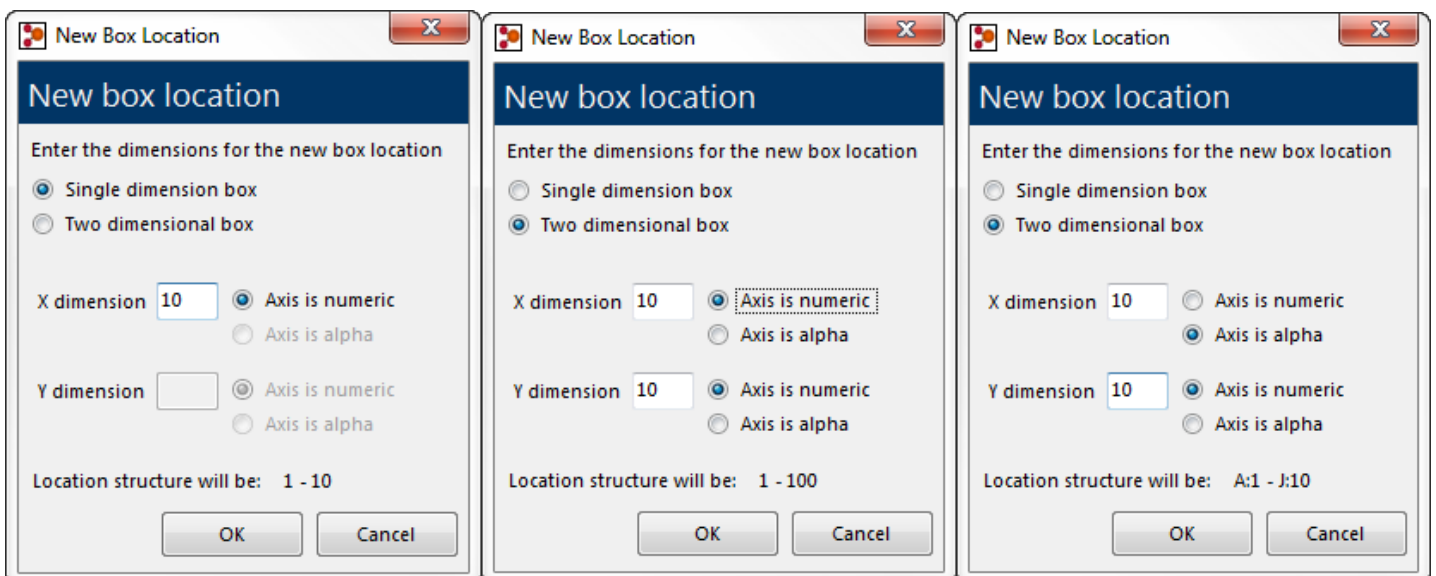 New Box Location
New box location
Enter the dimensions for the new box location
Single dimension box
Two dimensional box
X dimension 10 Axis is numeric
Axis is alpha
Y dimension Axis is numeric
Axis is alpha
Location structure will be: 1 - 10
OK Cancel
New Box Location
New box location
Enter the dimensions for the new box location
Single dimension box
Two dimensional box
X dimension 10 Axis is numeric
Axis is alpha
Y dimension 10 Axis is numeric
Axis is alpha
Location structure will be: 1 - 100
OK Cancel
New Box Location
New box location
Enter the dimensions for the new box location
Single dimension box
Two dimensional box
X dimension 10 Axis is numeric
Axis is alpha
Y dimension 10 Axis is numeric
Axis is alpha
Location structure will be: A:1 - J:10
OK Cancel